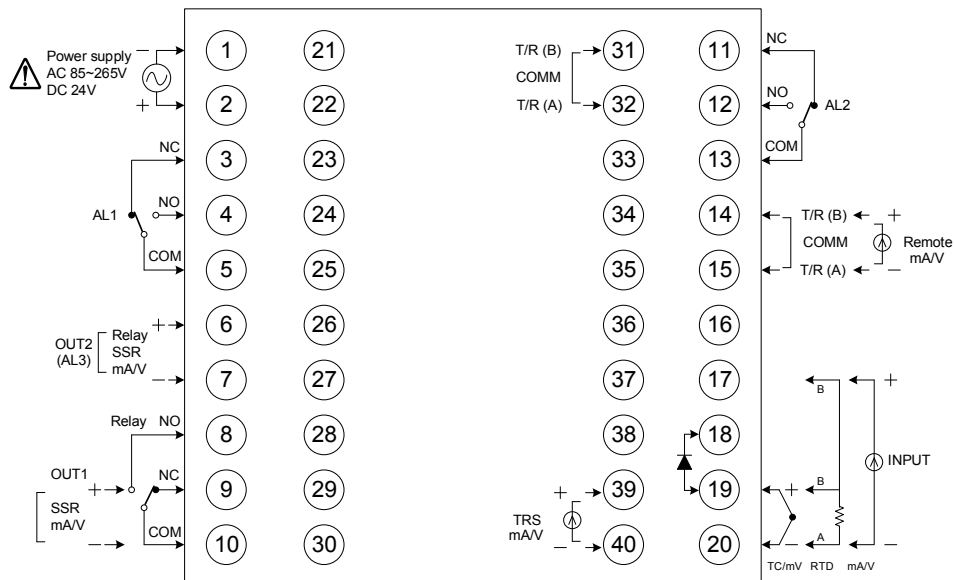 Power supply
AC 85~265V
DC 24V
−
+
1
2
NC
3
AL1
NO
4
COM
5
OUT2
(AL3)
Relay
SSR
mA/V
+
6
−
7
Relay NO
8
OUT1
+
NC
9
SSR
mA/V
−
COM
10
21
22
23
24
25
26
27
28
29
30
T/R (B)
COMM
T/R (A)
31
32
33
34
35
36
37
38
TRS
mA/V
+
39
−
40
11
NC
12
NO
AL2
13
COM
14
T/R (B)
+
COMM
Remote
mA/V
15
T/R (A)
−
16
17
B
+
18
INPUT
19
+
B
20
−
A
−
TC/mV RTD mA/V